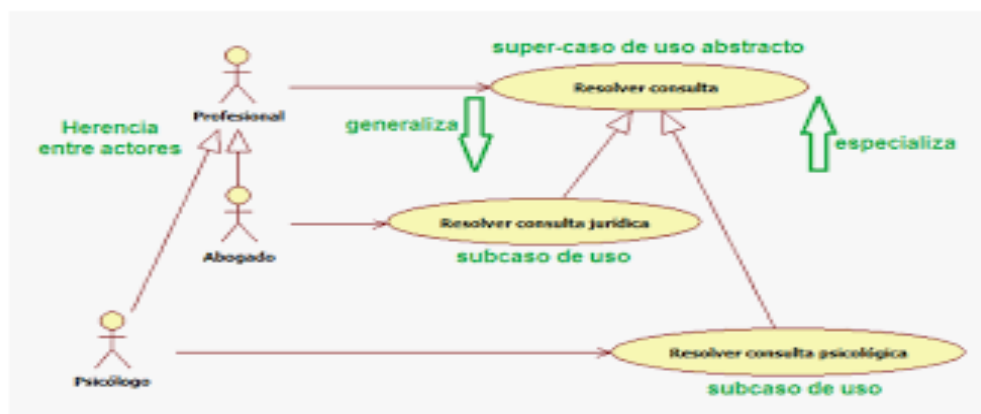 super-caso de uso abstracto
Resolver consulta
Profesional
generaliza
Herencia
entre actores
especializa
Resolver consulta jurídica
Abogado
subcaso de uso
Resolver consulta psicológica
Psicólogo
subcaso de uso